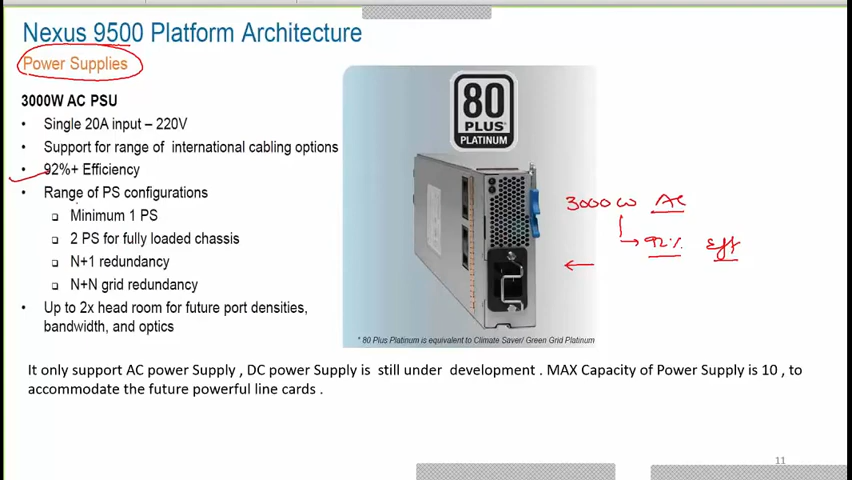 Nexus 9500 Platform Architecture
Power Supplies
3000W AC PSU
• Single 20A input – 220V
• Support for range of international cabling options
• 92%+ Efficiency
• Range of PS configurations
Minimum 1 PS
2 PS for fully loaded chassis
N+1 redundancy
N+N grid redundancy
• Up to 2x head room for future port densities,
bandwidth, and optics
80
PLUS
PLATINUM
3000 W AC
92% Eff
* 80 Plus Platinum is equivalent to Climate Saver/ Green Grid Platinum
It only support AC power Supply , DC power Supply is still under development . MAX Capacity of Power Supply is 10 , to
accommodate the future powerful line cards .
11